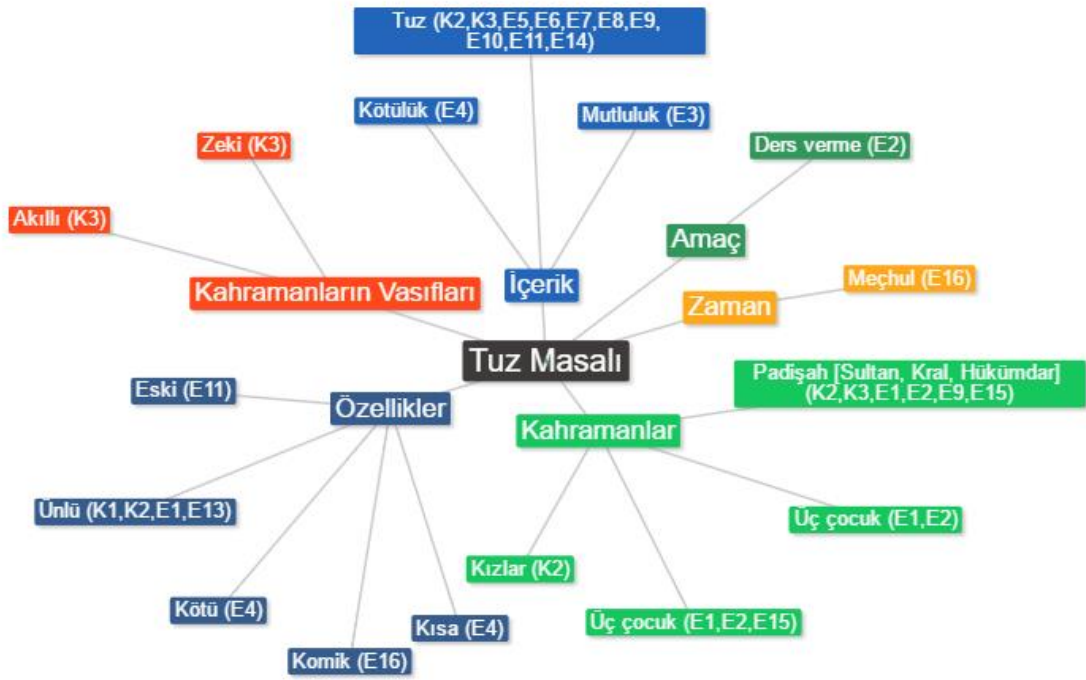 Tuz (K2,K3,E5,E6,E7,E8,E9,
E10,E11,E14)
Kötülük (E4)
Mutluluk (E3)
Zeki (K3)
Ders verme (E2)
Akıllı (K3)
Amaç
Kahramanların Vasıfları
İçerik
Meçhul (E16)
Zaman
Tuz Masalı
Padişah [Sultan, Kral, Hükümdar]
(K2,K3,E1,E2,E9,E15)
Eski (E11)
Özellikler
Kahramanlar
Ünlü (K1,K2,E1,E13)
Üç çocuk (E1,E2)
Kızlar (K2)
Kötü (E4)
Kısa (E4)
Üç çocuk (E1,E2,E15)
Komik (E16)